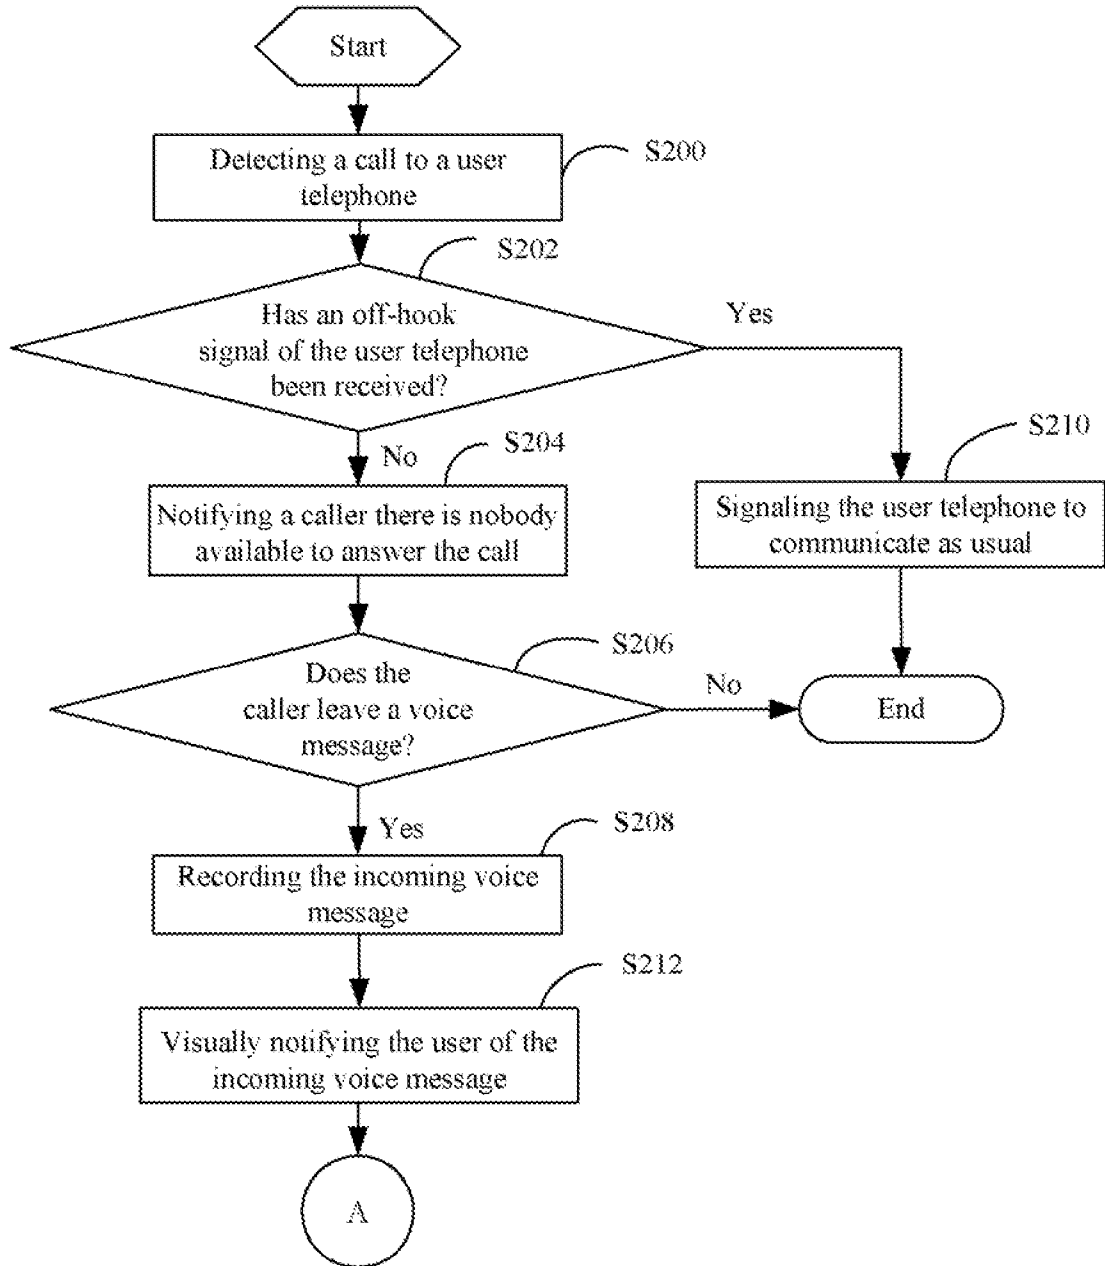 Start
Detecting a call to a user
telephone
S200
S202
Has an off-hook
signal of the user telephone
been received?
Yes
No
S204
S210
Notifying a caller there is nobody
available to answer the call
Signaling the user telephone to
communicate as usual
S206
Does the
caller leave a voice
message?
No
End
Yes
S208
Recording the incoming voice
message
S212
Visually notifying the user of the
incoming voice message
A